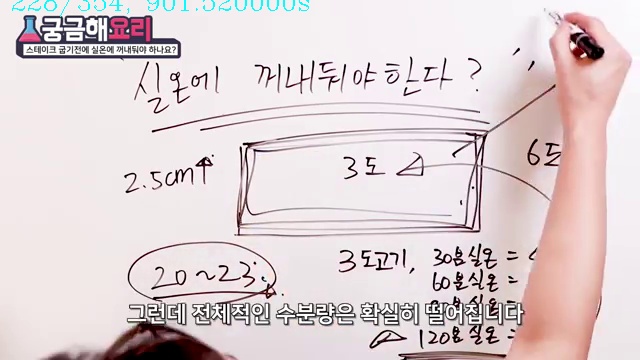 228/354, 901.520000s
궁금해요리
스테이크 굽기전에 실온에 꺼내둬야 하나요?
실온에 꺼내둬야한다?
2.5cm↑
3도
6도
20~23
3도고기, 30분실온 =
60분실온 =
120분실온 =
그런데 전체적인 수분량은 확실히 떨어집니다